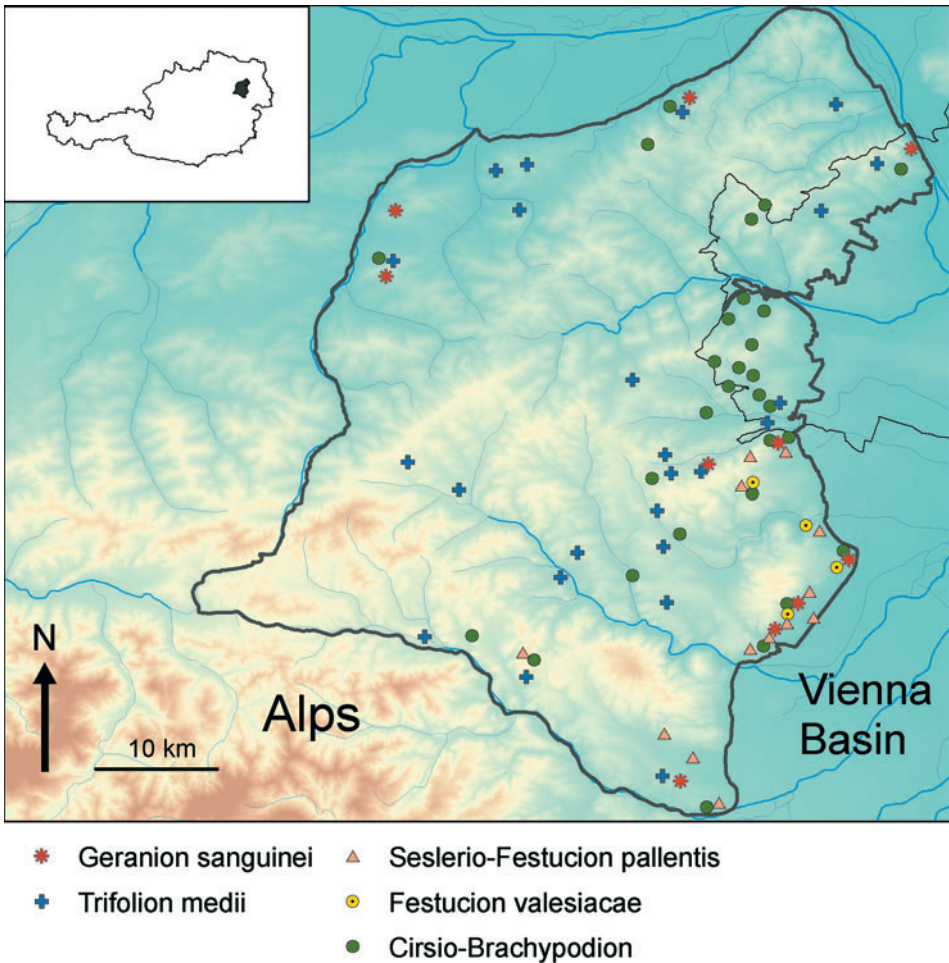 N
10 km
Alps
Vienna
Basin
Geranion sanguinei
Seslerio-Festucion pallentis
Trifolion medii
Festucion valesiacae
Cirsio-Brachypodion